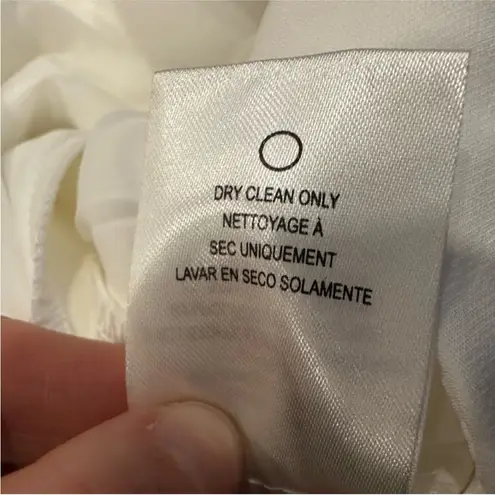 DRY CLEAN ONLY
NETTOYAGE À
SEC UNIQUEMENT
LAVAR EN SECO SOLAMENTE